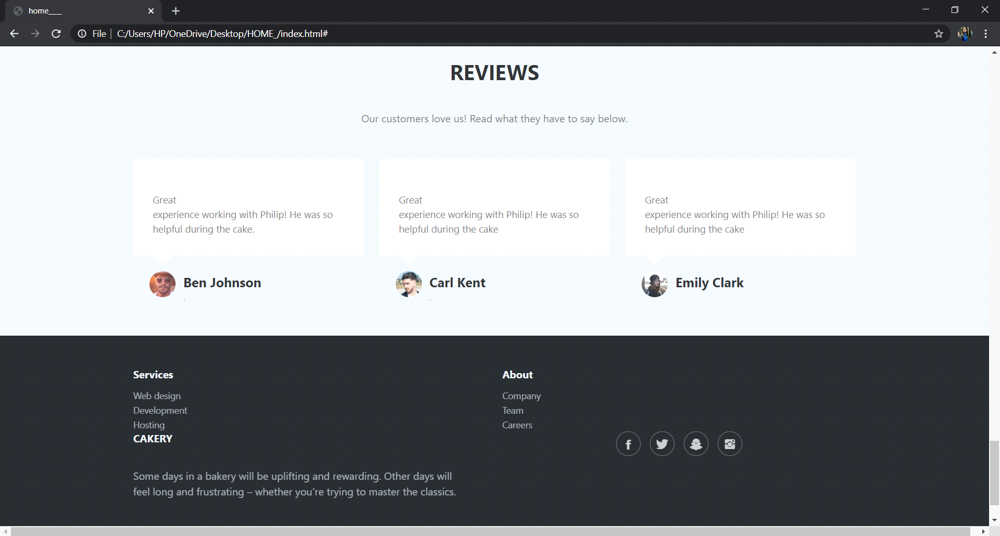 home___
File | C:/Users/HP/OneDrive/Desktop/HOME_/index.html#
REVIEWS
Our customers love us! Read what they have to say below.
Great
experience working with Philip! He was so
helpful during the cake.
Ben Johnson
.
Great
experience working with Philip! He was so
helpful during the cake
Carl Kent
.
Great
experience working with Philip! He was so
helpful during the cake
Emily Clark
Services
Web design
Development
Hosting
About
Company
Team
Careers
CAKERY
Some days in a bakery will be uplifting and rewarding. Other days will
feel long and frustrating – whether you’re trying to master the classics.